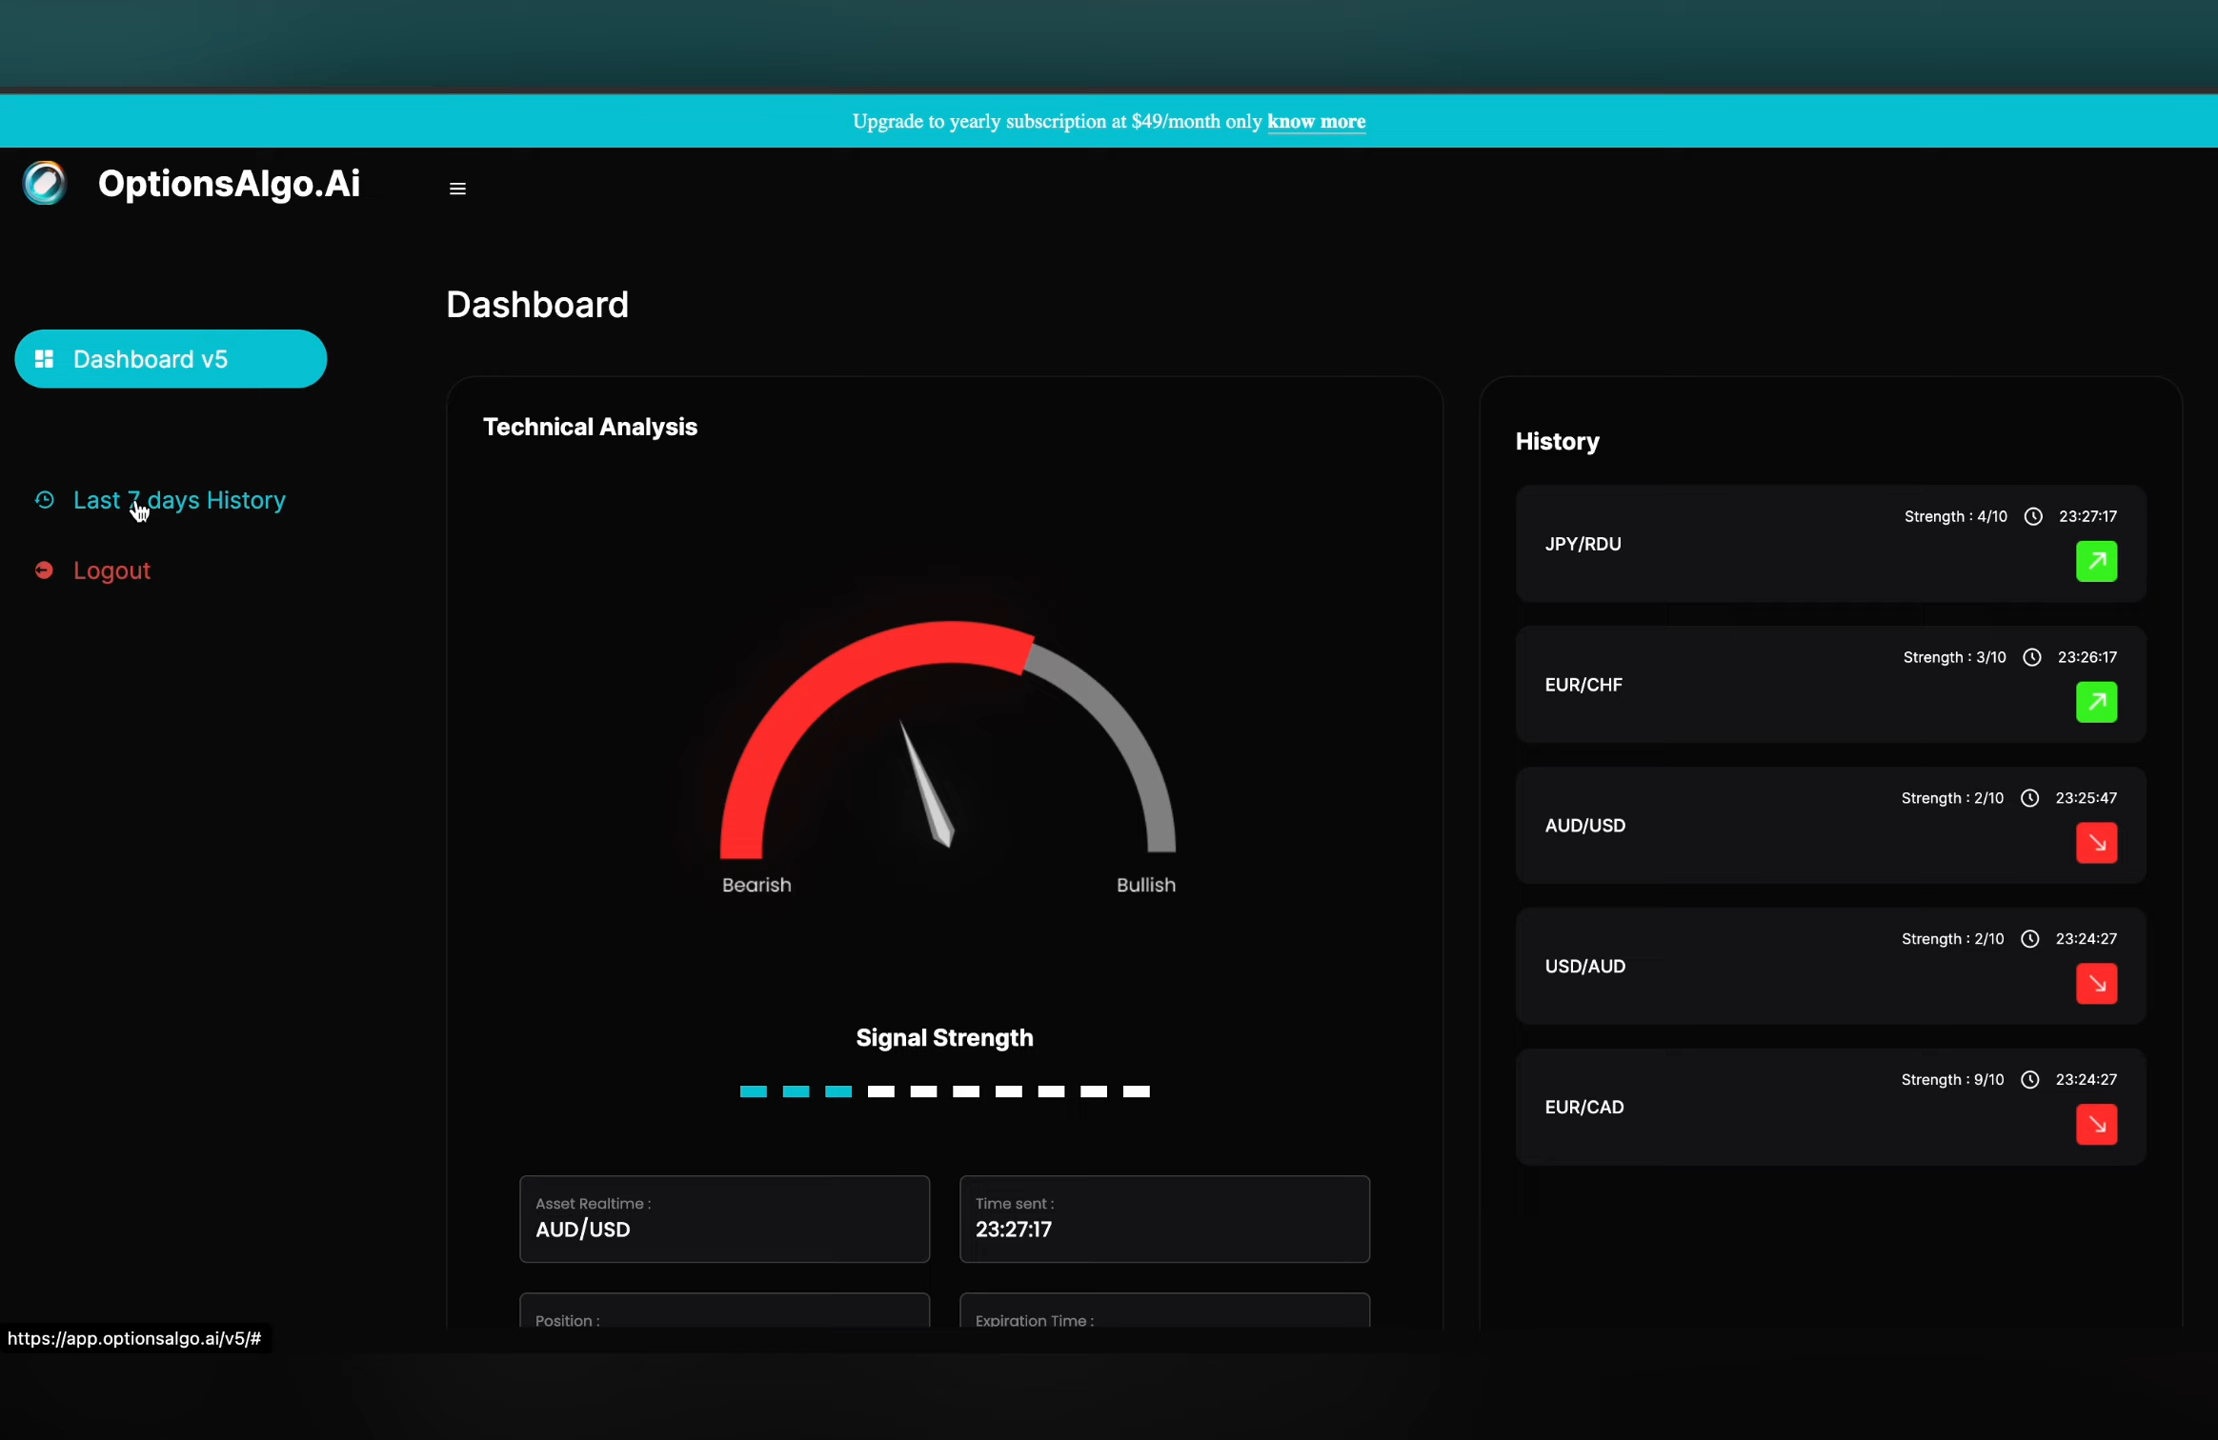 Upgrade to yearly subscription at $49/month only know more
OptionsAlgo.Ai
Dashboard
Dashboard v5
Last 7 days History
Logout
Technical Analysis
Bearish
Bullish
Signal Strength
Asset Realtime :
AUD/USD
Time sent :
23:27:17
Position :
Expiration Time :
History
Strength : 4/10 23:27:17
JPY/RDU
Strength : 3/10 23:26:17
EUR/CHF
Strength : 2/10 23:25:47
AUD/USD
Strength : 2/10 23:24:27
USD/AUD
Strength : 9/10 23:24:27
EUR/CAD
https://app.optionsalgo.ai/v5/#